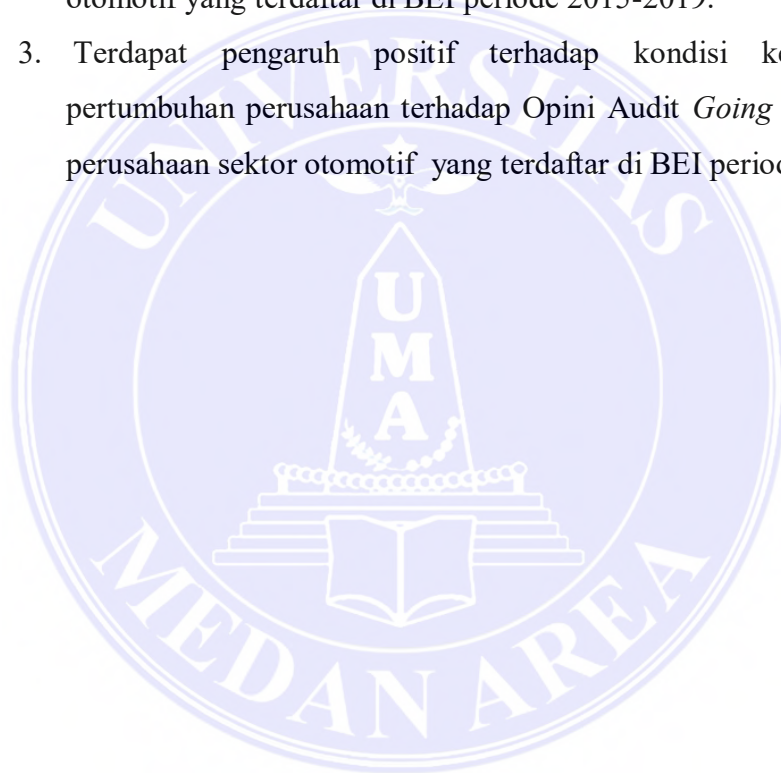 otomotif yang terdaftar di BEI periode 2015-2019.
3. Terdapat pengaruh positif terhadap kondisi
pertumbuhan perusahaan terhadap Opini Audit Going
perusahaan sektor otomotif yang terdaftar di BEI
UNIVERSITAS
U
M
A
MEDAN AREA